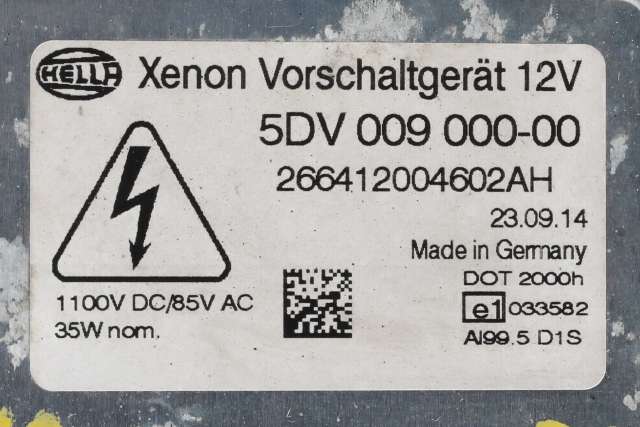 HELLA Xenon Vorschaltgerät 12V
5DV 009 000-00
266412004602AH
23.09.14
Made in Germany
DOT 2000h
1100V DC/85V AC
e1 033582
35W nom.
Al99.5 D1S